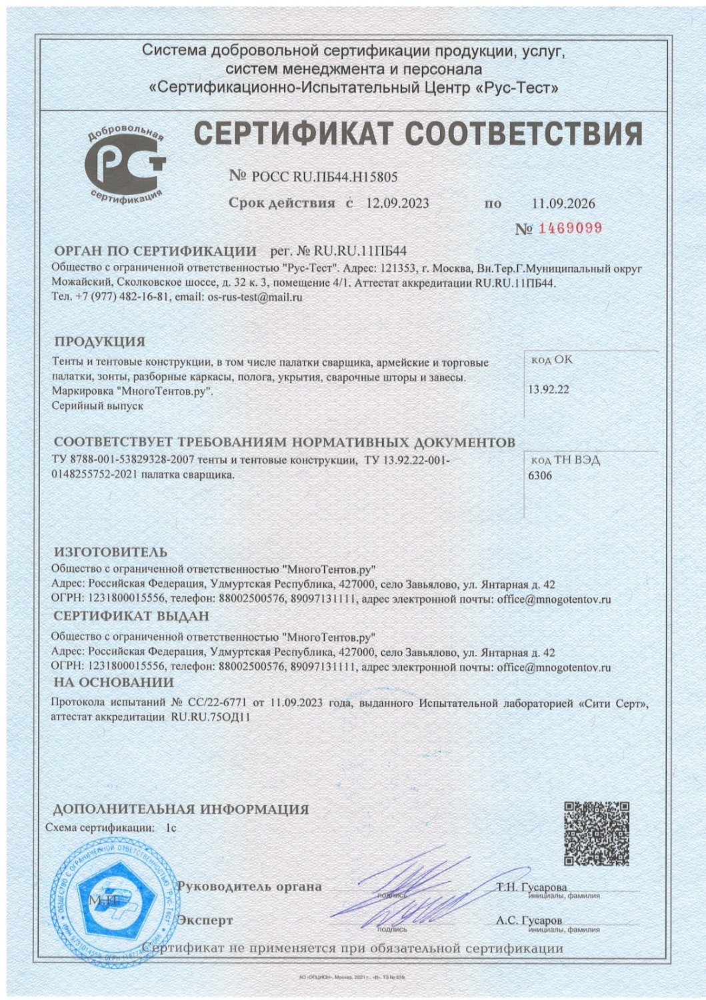 Система добровольной сертификации продукции, услуг,
систем менеджмента и персонала
«Сертификационно-Испытательный Центр «Рус-Тест»
Добровольная
РСТ
сертификация
СЕРТИФИКАТ СООТВЕТСТВИЯ
№ РОСС RU.ПБ44.Н15805
Срок действия с 12.09.2023 по 11.09.2026
№ 1469099
ОРГАН ПО СЕРТИФИКАЦИИ рег. № RU.RU.11ПБ44
Общество с ограниченной ответственностью "Рус-Тест". Адрес: 121353, г. Москва, Вн.Тер.Г.Муниципальный округ
Можайский, Сколковское шоссе, д. 32 к. 3, помещение 4/1. Аттестат аккредитации RU.RU.11ПБ44.
Тел. +7 (977) 482-16-81, email: os-rus-test@mail.ru
ПРОДУКЦИЯ
Тенты и тентовые конструкции, в том числе палатки сварщика, армейские и торговые
палатки, зонты, разборные каркасы, полога, укрытия, сварочные шторы и завесы.
Маркировка "МногоТентов.ру".
Серийный выпуск
код ОК
13.92.22
СООТВЕТСТВУЕТ ТРЕБОВАНИЯМ НОРМАТИВНЫХ ДОКУМЕНТОВ
ТУ 8788-001-53829328-2007 тенты и тентовые конструкции, ТУ 13.92.22-001-
0148255752-2021 палатка сварщика.
код ТН ВЭД
6306
ИЗГОТОВИТЕЛЬ
Общество с ограниченной ответственностью "МногоТентов.ру"
Адрес: Российская Федерация, Удмуртская Республика, 427000, село Завьялово, ул. Янтарная д. 42
ОГРН: 1231800015556, телефон: 88002500576, 89097131111, адрес электронной почты: office@mnogotentov.ru
СЕРТИФИКАТ ВЫДАН
Общество с ограниченной ответственностью "МногоТентов.ру"
Адрес: Российская Федерация, Удмуртская Республика, 427000, село Завьялово, ул. Янтарная д. 42
ОГРН: 1231800015556, телефон: 88002500576, 89097131111, адрес электронной почты: office@mnogotentov.ru
НА ОСНОВАНИИ
Протокола испытаний № СС/22-6771 от 11.09.2023 года, выданного Испытательной лабораторией «Сити Серт»,
аттестат аккредитации RU.RU.75ОД11
ДОПОЛНИТЕЛЬНАЯ ИНФОРМАЦИЯ
Схема сертификации: 1с
ОБЩЕСТВО С ОГРАНИЧЕННОЙ ОТВЕТСТВЕННОСТЬЮ "Рус-Тест"
М.П.
Руководитель органа
подпись
Т.Н. Гусарова
инициалы, фамилия
Эксперт
подпись
А.С. Гусаров
инициалы, фамилия
Сертификат не применяется при обязательной сертификации
АО «ОПЦИОН», Москва, 2021 г., «В». ТЗ № 639